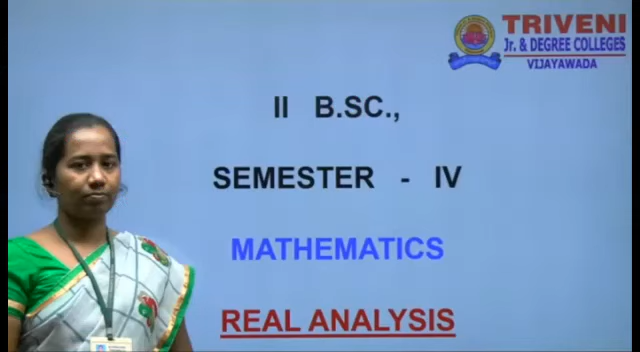 TRIVENI
Jr. & DEGREE COLLEGES
VIJAYAWADA
II B.SC.,
SEMESTER - IV
MATHEMATICS
REAL ANALYSIS